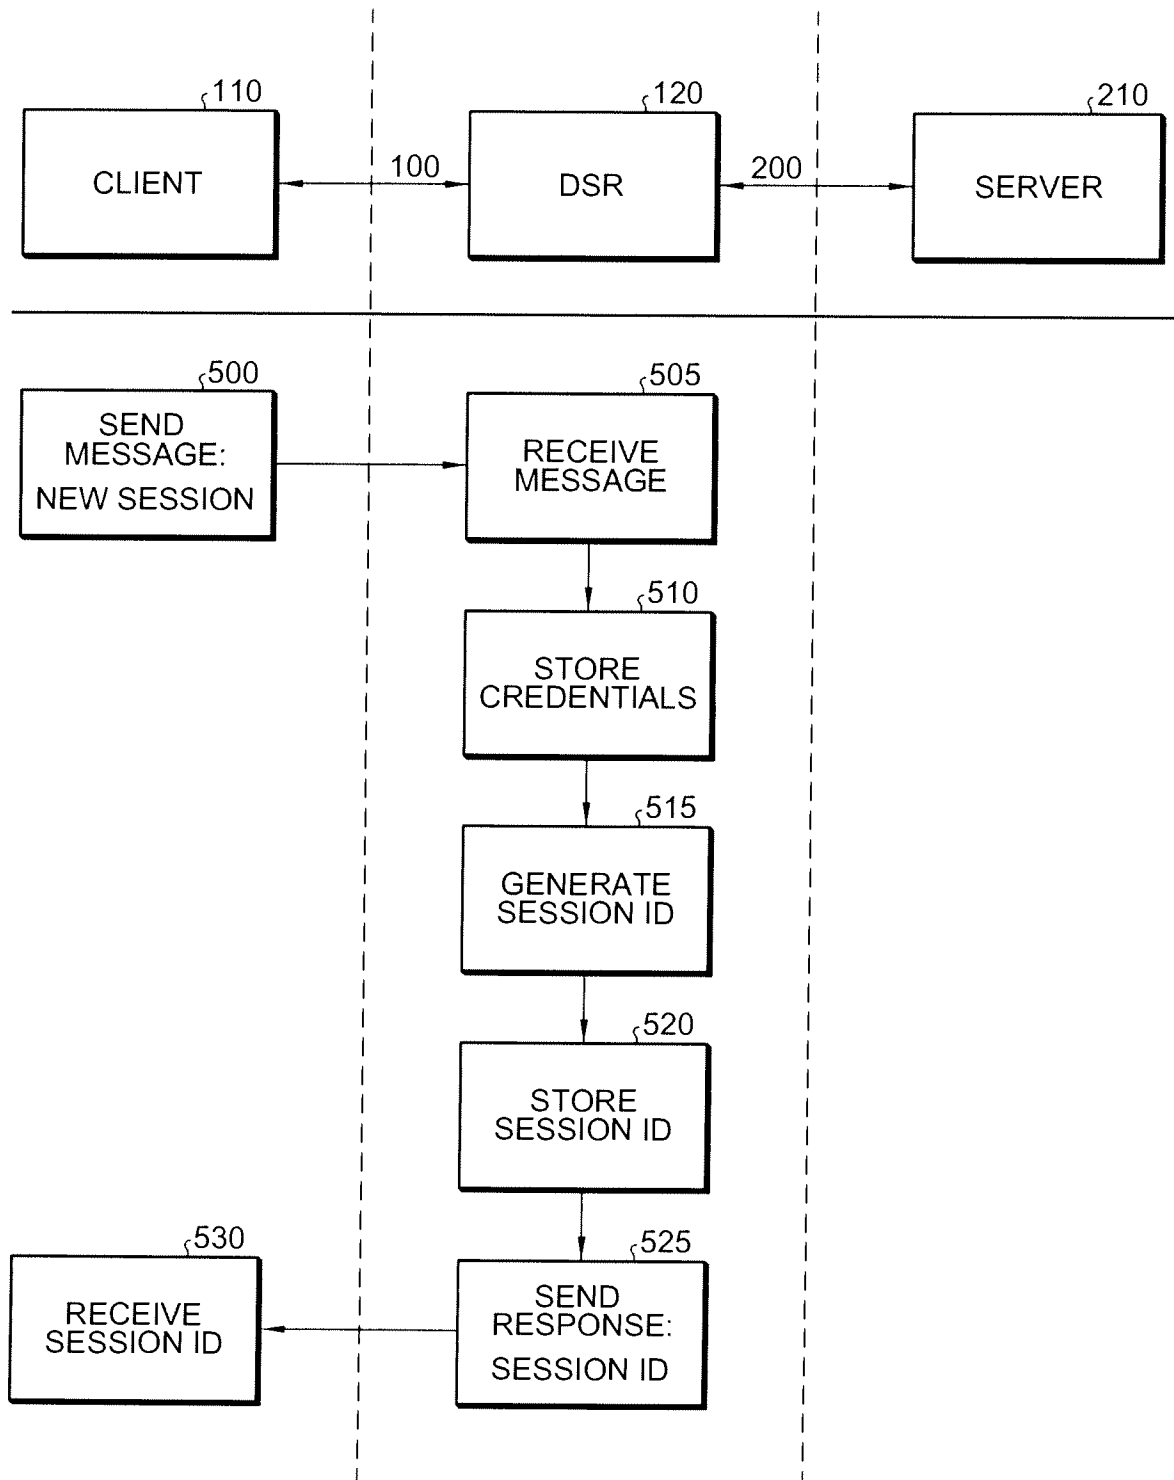 110
120
210
CLIENT
100
DSR
200
SERVER
500
SEND
MESSAGE:
NEW SESSION
505
RECEIVE
MESSAGE
510
STORE
CREDENTIALS
515
GENERATE
SESSION ID
520
STORE
SESSION ID
530
RECEIVE
SESSION ID
525
SEND
RESPONSE:
SESSION ID